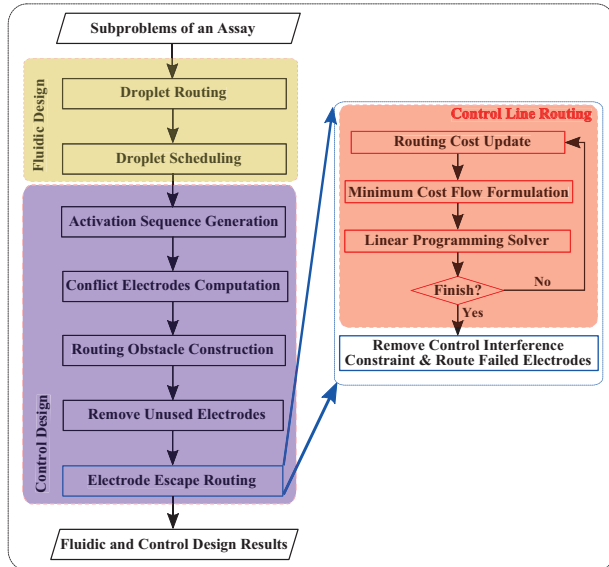 Subproblems of an Assay
Fluidic Design
Droplet Routing
Droplet Scheduling
Control Design
Activation Sequence Generation
Conflict Electrodes Computation
Routing Obstacle Construction
Remove Unused Electrodes
Electrode Escape Routing
Fluidic and Control Design Results
Control Line Routing
Routing Cost Update
Minimum Cost Flow Formulation
Linear Programming Solver
Finish?
No
Yes
Remove Control Interference
Constraint & Route Failed Electrodes